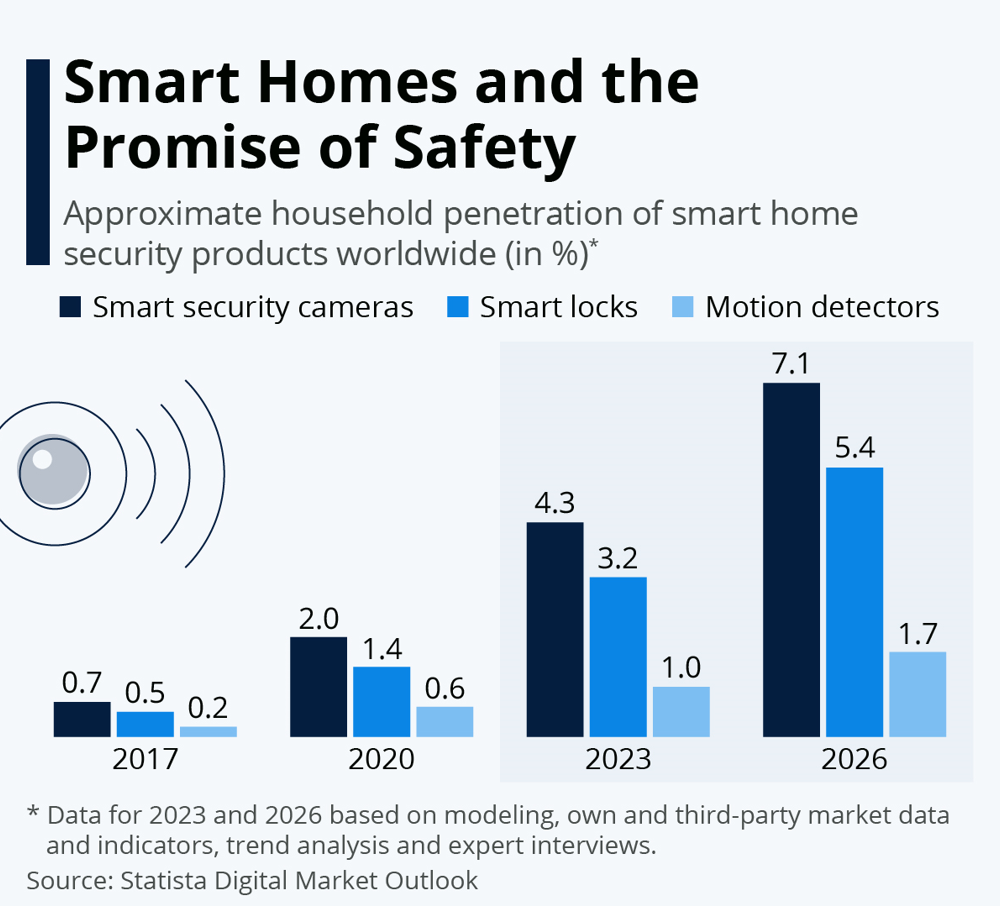 Smart Homes and the
Promise of Safety
Approximate household penetration of smart home
security products worldwide (in %)*
Smart security cameras Smart locks Motion detectors
0.7 0.5 0.2
2017
2.0 1.4 0.6
2020
4.3 3.2 1.0
2023
7.1 5.4 1.7
2026
* Data for 2023 and 2026 based on modeling, own and third-party market data
and indicators, trend analysis and expert interviews.
Source: Statista Digital Market Outlook